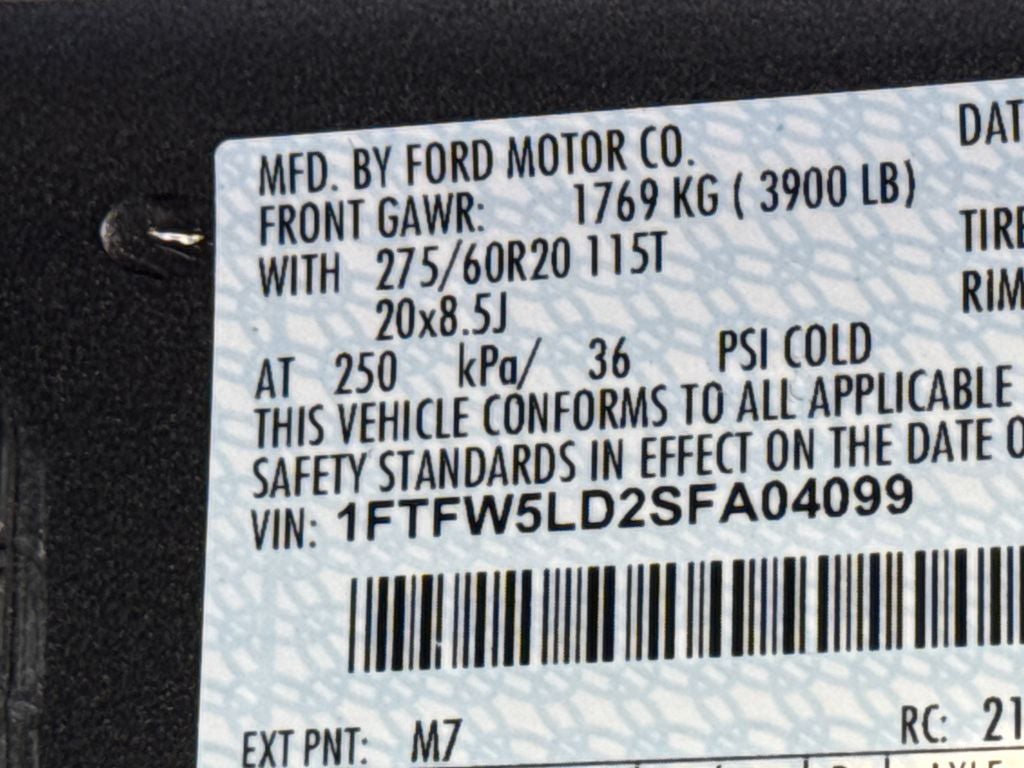 MFD. BY FORD MOTOR CO.
DAT
FRONT GAWR: 1769 KG ( 3900 LB)
TIRE
WITH 275/60R20 115T
RIM
20x8.5J
AT 250 kPa/ 36 PSI COLD
THIS VEHICLE CONFORMS TO ALL APPLICABLE
SAFETY STANDARDS IN EFFECT ON THE DATE O
VIN: 1FTFW5LD2SFA04099
EXT PNT: M7 RC: 21